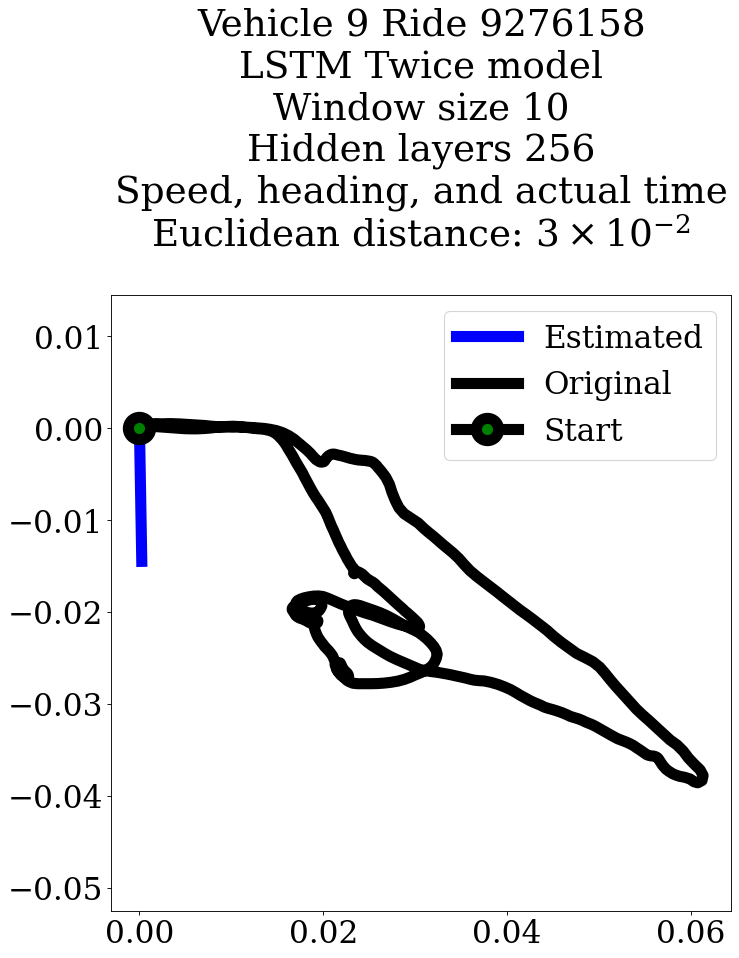 Vehicle 9 Ride 9276158
LSTM Twice model
Window size 10
Hidden layers 256
Speed, heading, and actual time
Euclidean distance: 3 × 10⁻²
Estimated
Original
Start
0.01
0.00
−0.01
−0.02
−0.03
−0.04
−0.05
0.00 0.02 0.04 0.06